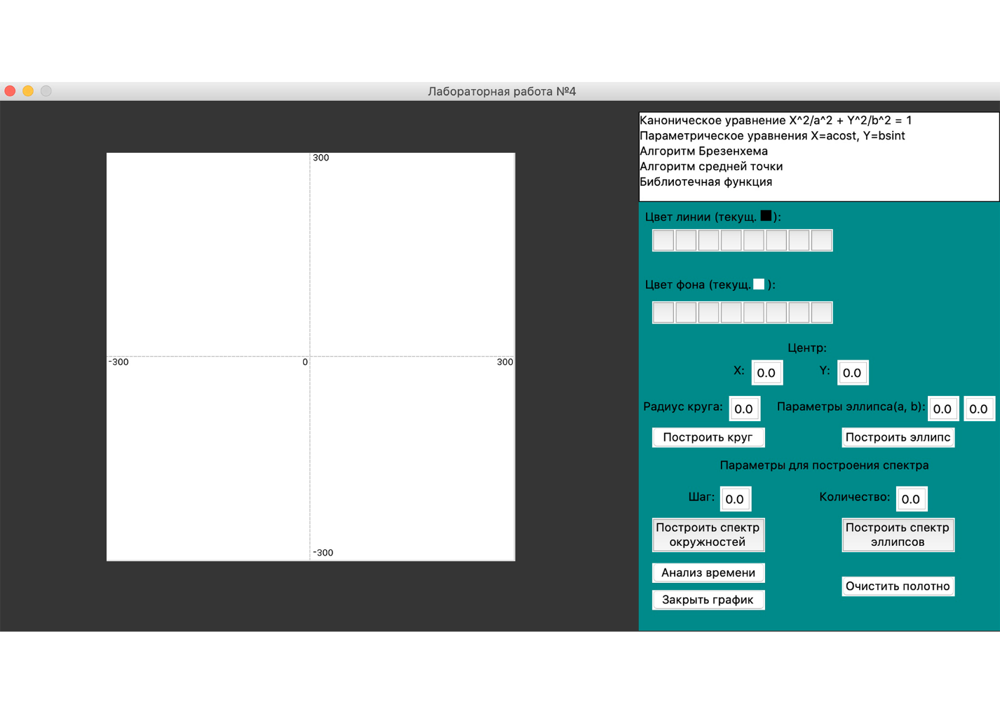 Лабораторная работа №4
300
-300
0
300
-300
Каноническое уравнение X^2/a^2 + Y^2/b^2 = 1
Параметрическое уравнения X=acost, Y=bsint
Алгоритм Брезенхема
Алгоритм средней точки
Библиотечная функция
Цвет линии (текущ. ):
Цвет фона (текущ. ):
Центр:
X: 0.0 Y: 0.0
Радиус круга: 0.0 Параметры эллипса(a, b): 0.0 0.0
Построить круг Построить эллипс
Параметры для построения спектра
Шаг: 0.0 Количество: 0.0
Построить спектр
окружностей
Построить спектр
эллипсов
Анализ времени
Очистить полотно
Закрыть график